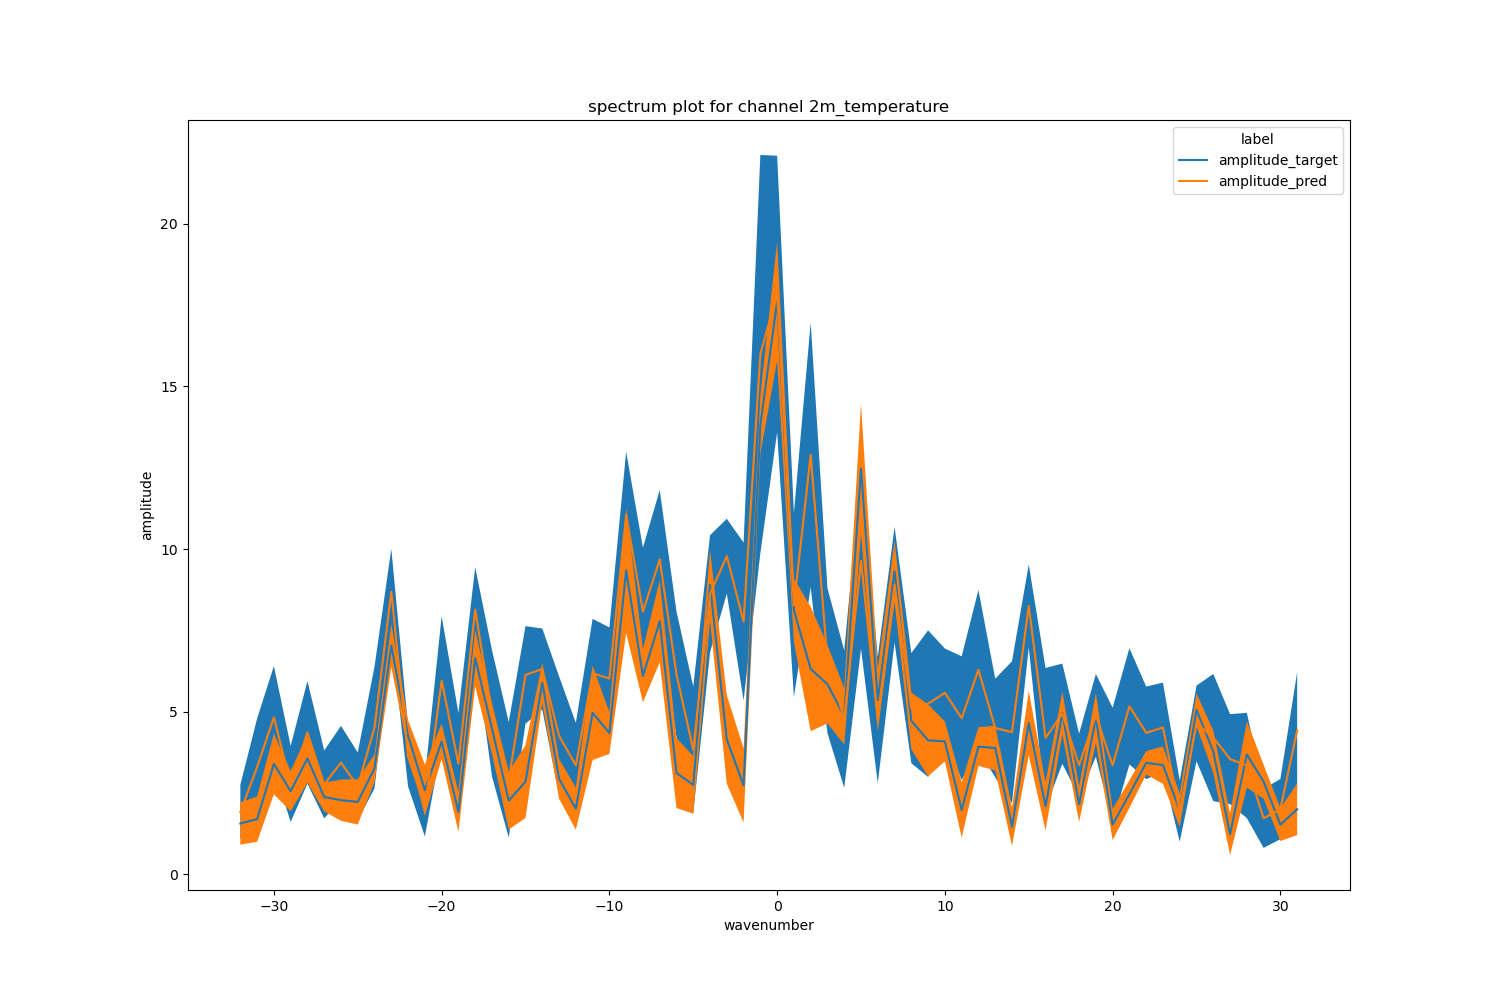 spectrum plot for channel 2m_temperature
label
amplitude_target
amplitude_pred
amplitude
20
15
10
5
0
−30
−20
−10
0
10
20
30
wavenumber